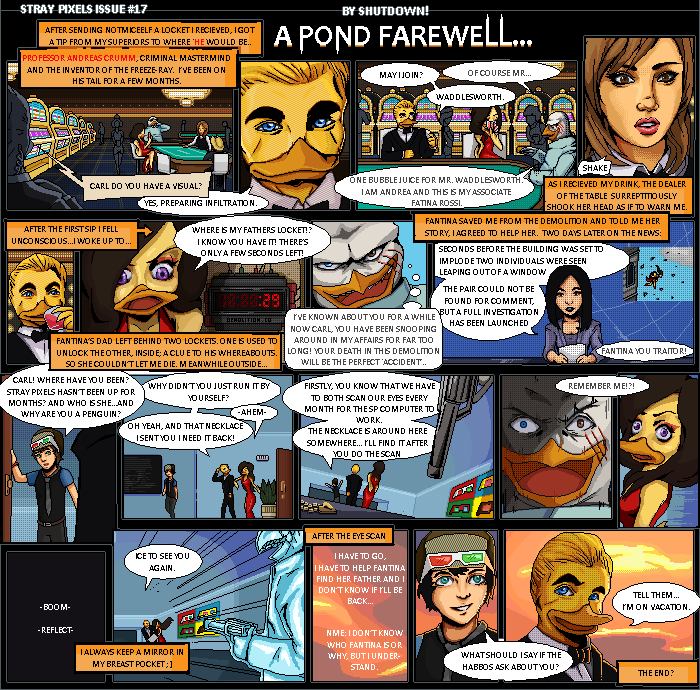 STRAY PIXELS ISSUE #17
BY SHUTDOWN!
A POND FAREWELL...
AFTER SENDING NOTMICEELF A LOCKET I RECIEVED, I GOT
A TIP FROM MY SUPERIORS TO WHERE 'HE WOULD BE..
PROFESSOR ANDREAS CRUMM, CRIMINAL MASTERMIND
AND THE INVENTOR OF THE FREEZE-RAY. I'VE BEEN ON
HIS TAIL FOR A FEW MONTHS.
CARL DO YOU HAVE A VISUAL?
YES, PREPARING INFILTRATION.
MAY I JOIN?
OF COURSE MR...
WADDLESWORTH.
ONE BUBBLE JUICE FOR MR. WADDLESWORTH.
I AM ANDREA AND THIS IS MY ASSOCIATE
FATINA ROSSI.
SHAKE
AS I RECIEVED MY DRINK, THE DEALER
OF THE TABLE SURREPTITIOUSLY
SHOOK HER HEAD AS IF TO WARN ME.
AFTER THE FIRST SIP I FELL
UNCONSCIOUS...I WOKE UP TO...
WHERE IS MY FATHERS LOCKET!?
I KNOW YOU HAVE IT! THERE'S
ONLY A FEW SECONDS LEFT!
00:00:29
DEMOLITION.CO
FANTINA'S DAD LEFT BEHIND TWO LOCKETS. ONE IS USED TO
UNLOCK THE OTHER, INSIDE; A CLUE TO HIS WHEREABOUTS.
SO SHE COULDN'T LET ME DIE. MEANWHILE OUTSIDE...
I'VE KNOWN ABOUT YOU FOR A WHILE
NOW CARL, YOU HAVE BEEN SNOOPING
AROUND IN MY AFFAIRS FOR FAR TOO
LONG! YOUR DEATH IN THIS DEMOLITION
WILL BE THE PERFECT 'ACCIDENT'...
FANTINA SAVED ME FROM THE DEMOLITION AND TOLD ME HER
STORY, I AGREED TO HELP HER. TWO DAYS LATER ON THE NEWS:
SECONDS BEFORE THE BUILDING WAS SET TO
IMPLODE TWO INDIVIDUALS WERE SEEN
LEAPING OUT OF A WINDOW
THE PAIR COULD NOT BE
FOUND FOR COMMENT,
BUT A FULL INVESTIGATION
HAS BEEN LAUNCHED
FANTINA YOU TRAITOR!
CARL! WHERE HAVE YOU BEEN?
STRAY PIXELS HASN'T BEEN UP FOR
MONTHS? AND WHO IS SHE...AND
WHY ARE YOU A PENGUIN?
WHY DIDN'T YOU JUST RUN IT BY
YOURSELF?
-AHEM-
OH YEAH, AND THAT NECKLACE
I SENT YOU I NEED IT BACK!
FIRSTLY, YOU KNOW THAT WE HAVE
TO BOTH SCAN OUR EYES EVERY
MONTH FOR THE SP COMPUTER TO
WORK.
THE NECKLACE IS AROUND HERE
SOMEWHERE... I'LL FIND IT AFTER
YOU DO THE SCAN
REMEMBER ME!?!
-BOOM-
-REFLECT-
ICE TO SEE YOU
AGAIN.
I ALWAYS KEEP A MIRROR IN
MY BREAST POCKET ; ]
AFTER THE EYE SCAN
I HAVE TO GO,
I HAVE TO HELP FANTINA
FIND HER FATHER AND I
DON'T KNOW IF I'LL BE
BACK...
NME: I DON'T KNOW
WHO FANTINA IS OR
WHY, BUT I UNDER-
STAND.
WHAT SHOULD I SAY IF THE
HABBOS ASK ABOUT YOU?
TELL THEM...
I'M ON VACATION.
THE END?